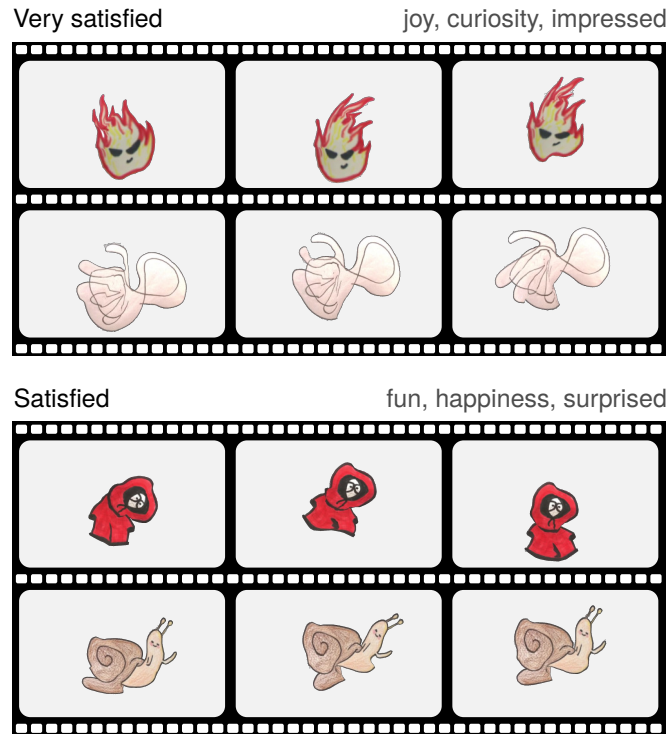 Very satisfied
joy, curiosity, impressed
Satisfied
fun, happiness, surprised